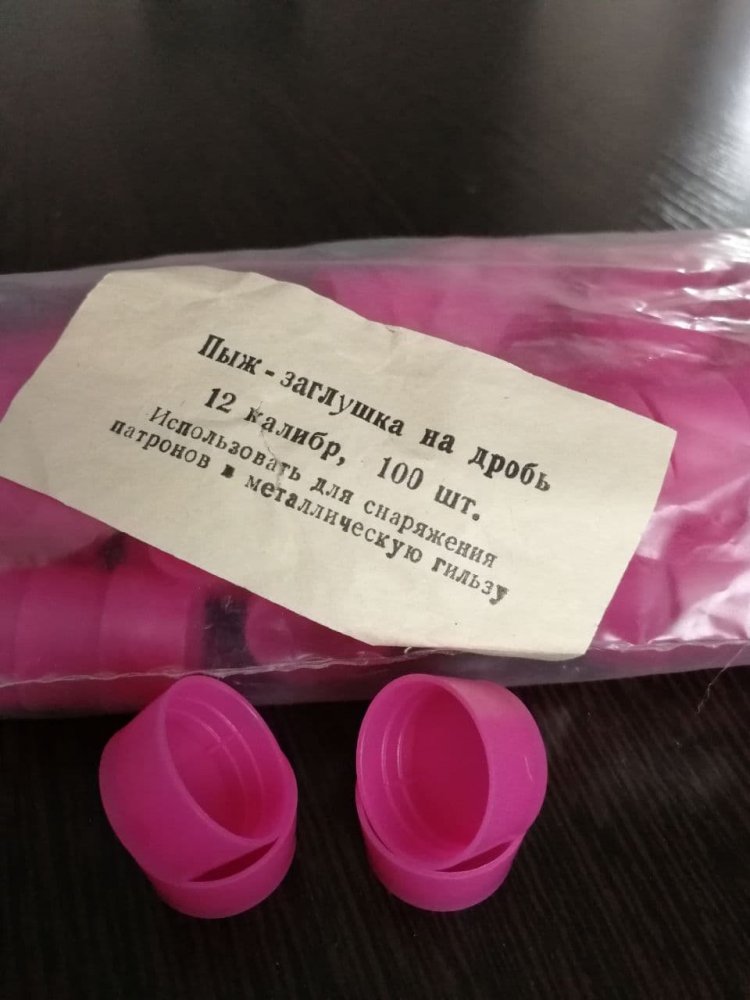 Пыж - заглушка на дробь
12 калибр, 100 шт.
Использовать для снаряжения
патронов в металлическую гильзу